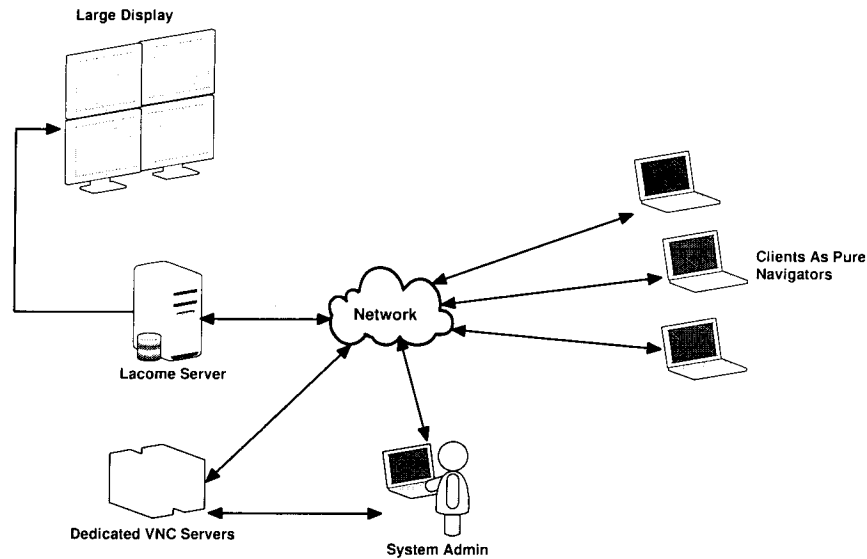 Large Display
Clients As Pure
Navigators
Network
Lacome Server
Dedicated VNC Servers
System Admin